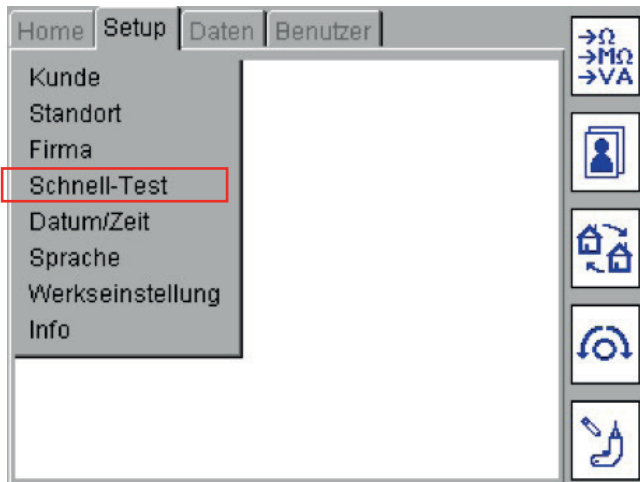 Home Setup Daten Benutzer
Kunde
Standort
Firma
Schnell-Test
Datum/Zeit
Sprache
Werkseinstellung
Info
→Ω
→MΩ
→VA